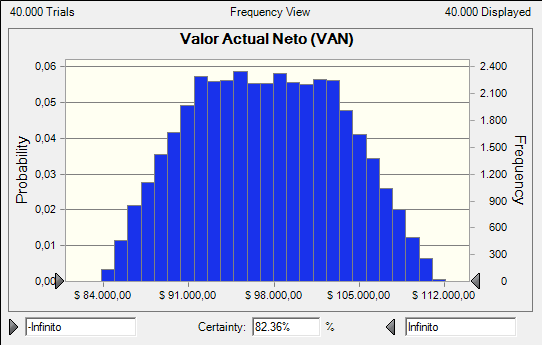 40.000 Trials Frequency View 40.000 Displayed
Valor Actual Neto (VAN)
0,06 2.400
0,05 2.100
0,04 1.800
0,03 1.500
0,02 1.200
0,01 900
0,00 600
300
0
Probability
Frequency
$ 84.000,00 $ 91.000,00 $ 98.000,00 $ 105.000,00 $ 112.000,00
-Infinito Certainty: 82.36% % Infinito